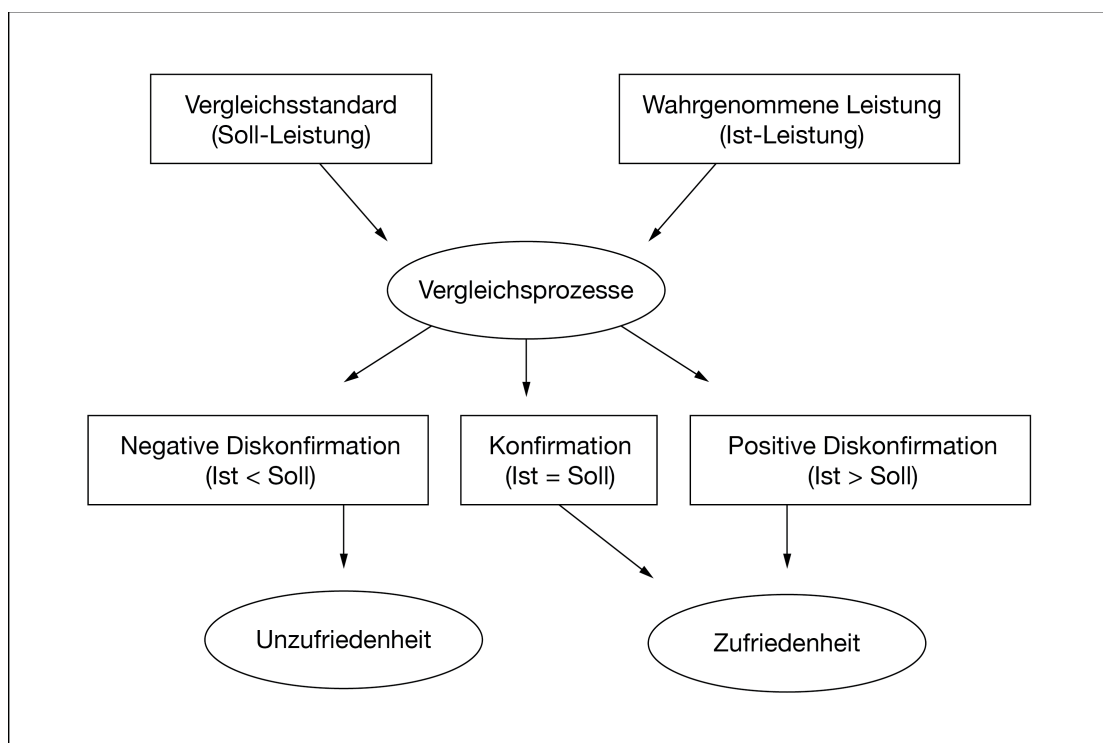 Vergleichsstandard
(Soll-Leistung)
Wahrgenommene Leistung
(Ist-Leistung)
Vergleichsprozesse
Negative Diskonfirmation
(Ist < Soll)
Konfirmation
(Ist = Soll)
Positive Diskonfirmation
(Ist > Soll)
Unzufriedenheit
Zufriedenheit